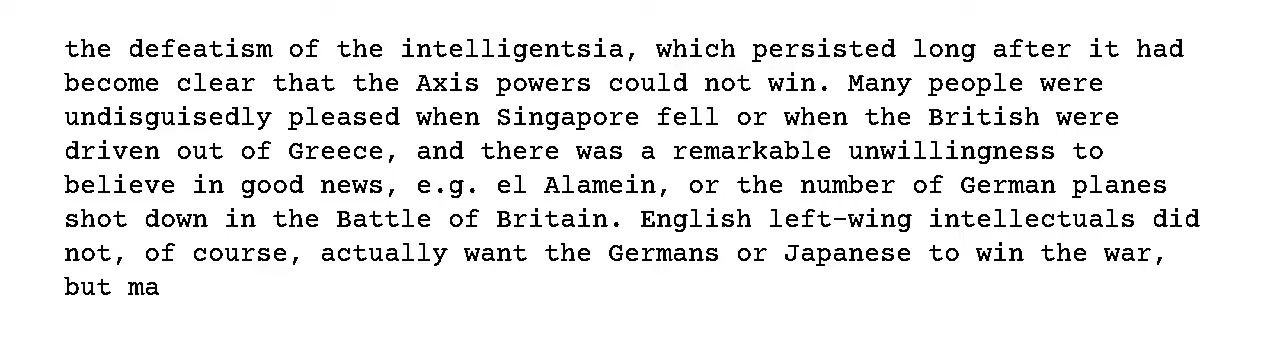 the defeatism of the intelligentsia, which persisted long after it had
become clear that the Axis powers could not win. Many people were
undisguisedly pleased when Singapore fell or when the British were
driven out of Greece, and there was a remarkable unwillingness to
believe in good news, e.g. el Alamein, or the number of German planes
shot down in the Battle of Britain. English left-wing intellectuals did
not, of course, actually want the Germans or Japanese to win the war,
but ma